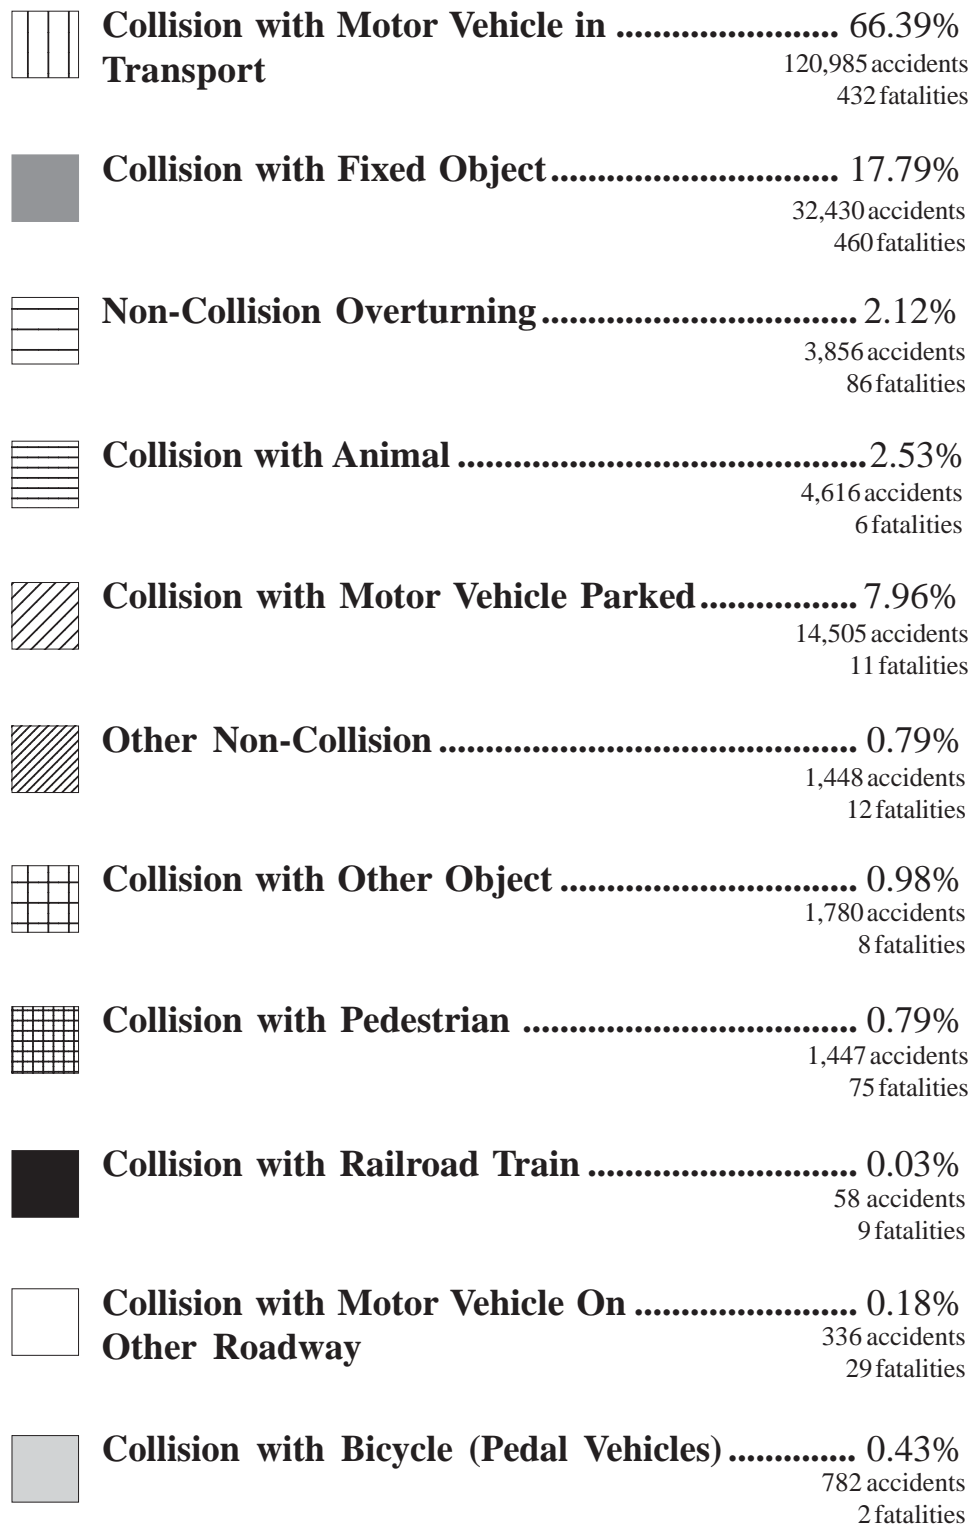 Collision with Motor Vehicle in ........................ 66.39%
Transport
120,985 accidents
432 fatalities
Collision with Fixed Object ............................... 17.79%
32,430 accidents
460 fatalities
Non-Collision Overturning .................................. 2.12%
3,856 accidents
86 fatalities
Collision with Animal ............................................ 2.53%
4,616 accidents
6 fatalities
Collision with Motor Vehicle Parked ................. 7.96%
14,505 accidents
11 fatalities
Other Non-Collision ............................................. 0.79%
1,448 accidents
12 fatalities
Collision with Other Object ................................ 0.98%
1,780 accidents
8 fatalities
Collision with Pedestrian .................................... 0.79%
1,447 accidents
75 fatalities
Collision with Railroad Train ............................. 0.03%
58 accidents
9 fatalities
Collision with Motor Vehicle On ........................ 0.18%
Other Roadway
336 accidents
29 fatalities
Collision with Bicycle (Pedal Vehicles) .............. 0.43%
782 accidents
2 fatalities